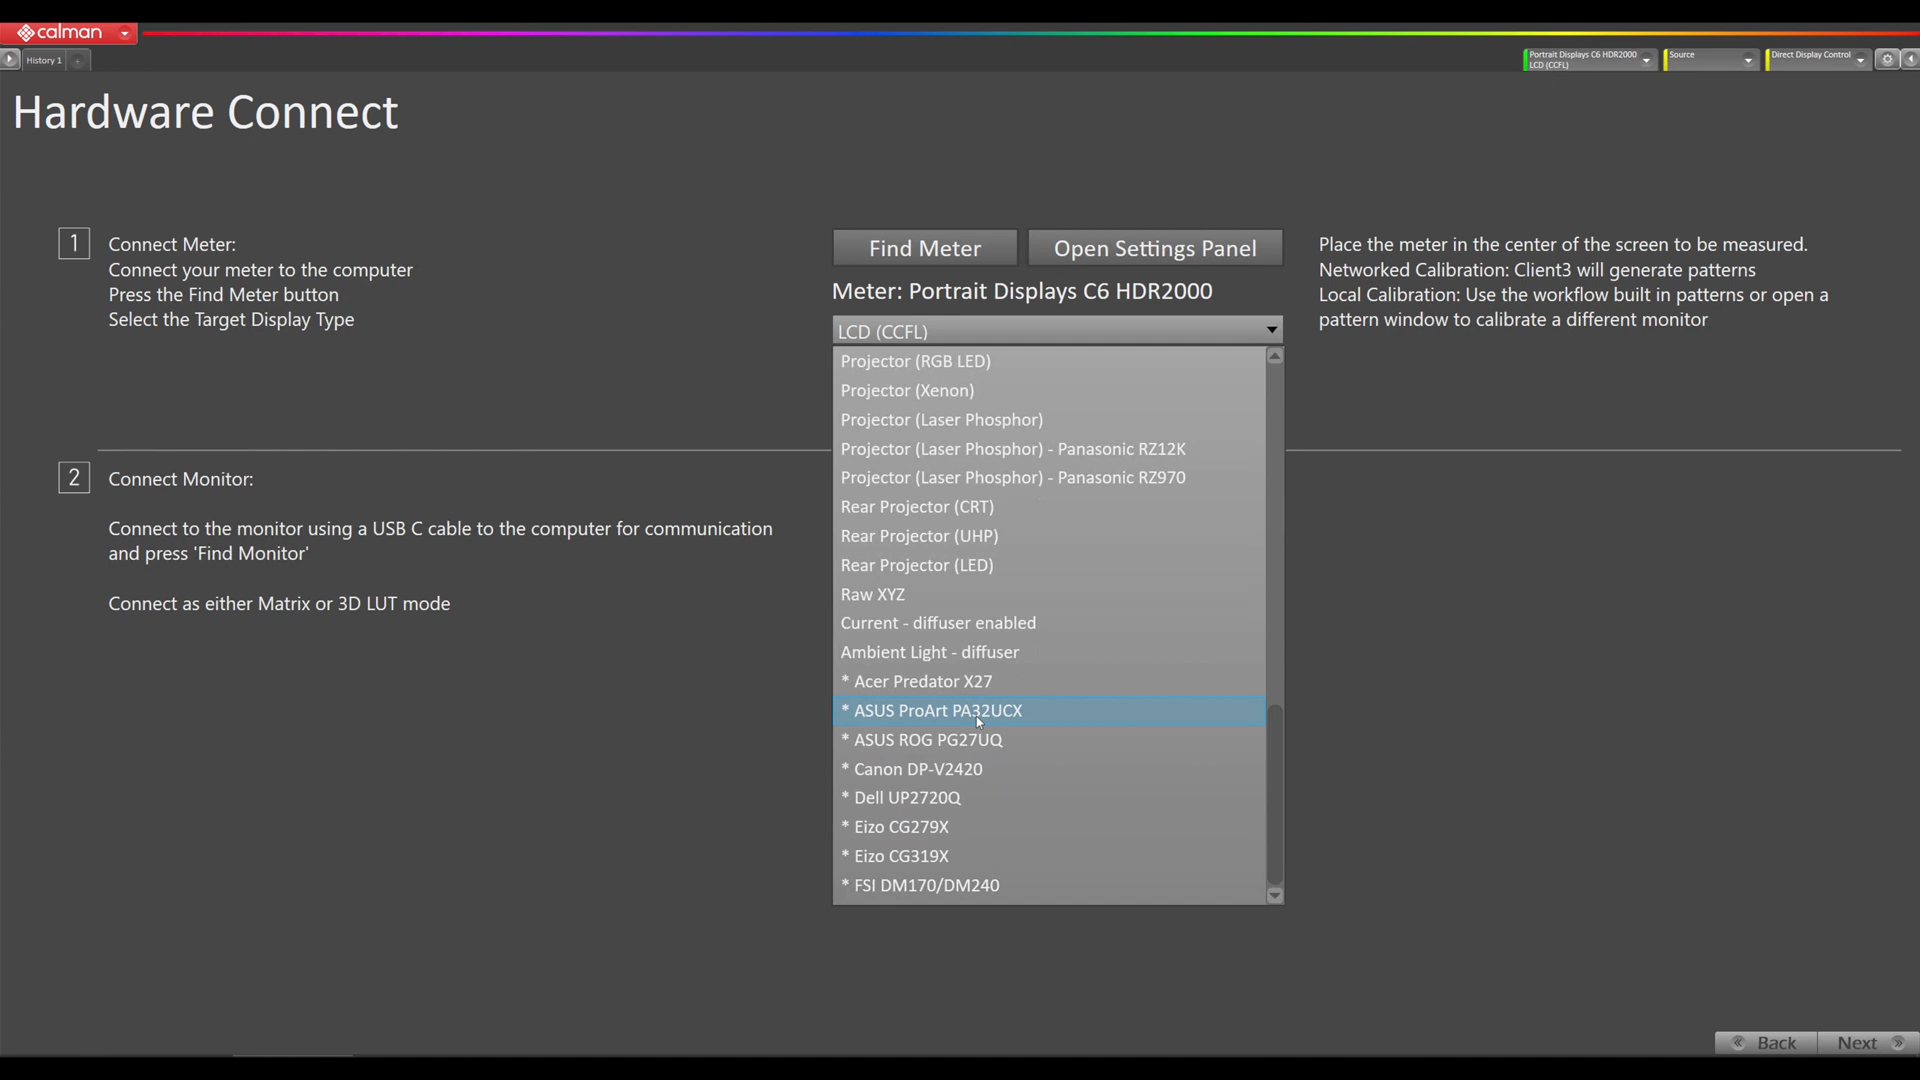 calman
History 1
Portrait Displays C6 HDR2000
LCD (CCFL)
Source
Direct Display Control
Hardware Connect
1
Connect Meter:
Connect your meter to the computer
Press the Find Meter button
Select the Target Display Type
Find Meter
Open Settings Panel
Meter: Portrait Displays C6 HDR2000
LCD (CCFL)
Place the meter in the center of the screen to be measured.
Networked Calibration: Client3 will generate patterns
Local Calibration: Use the workflow built in patterns or open a
pattern window to calibrate a different monitor
Projector (RGB LED)
Projector (Xenon)
Projector (Laser Phosphor)
Projector (Laser Phosphor) - Panasonic RZ12K
Projector (Laser Phosphor) - Panasonic RZ970
Rear Projector (CRT)
Rear Projector (UHP)
Rear Projector (LED)
Raw XYZ
Current - diffuser enabled
Ambient Light - diffuser
* Acer Predator X27
* ASUS ProArt PA32UCX
* ASUS ROG PG27UQ
* Canon DP-V2420
* Dell UP2720Q
* Eizo CG279X
* Eizo CG319X
* FSI DM170/DM240
2
Connect Monitor:
Connect to the monitor using a USB C cable to the computer for communication
and press 'Find Monitor'
Connect as either Matrix or 3D LUT mode
Back
Next